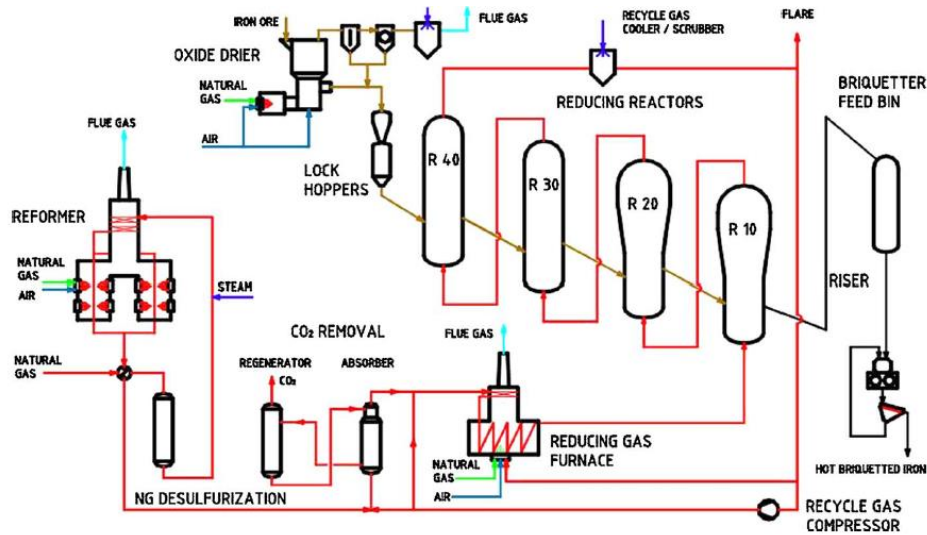 IRON ORE
FLUE GAS
RECYCLE GAS
COOLER / SCRUBBER
FLARE
OXIDE DRIER
NATURAL
GAS
AIR
REDUCING REACTORS
BRIQUETTER
FEED BIN
FLUE GAS
LOCK
HOPPERS
R 40
R 30
R 20
R 10
REFORMER
NATURAL
GAS
AIR
STEAM
RISER
CO₂ REMOVAL
REGENERATOR
CO₂
ABSORBER
FLUE GAS
NATURAL
GAS
REDUCING GAS
FURNACE
NATURAL
GAS
AIR
HOT BRIQUETTED IRON
NG DESULFURIZATION
RECYCLE GAS
COMPRESSOR